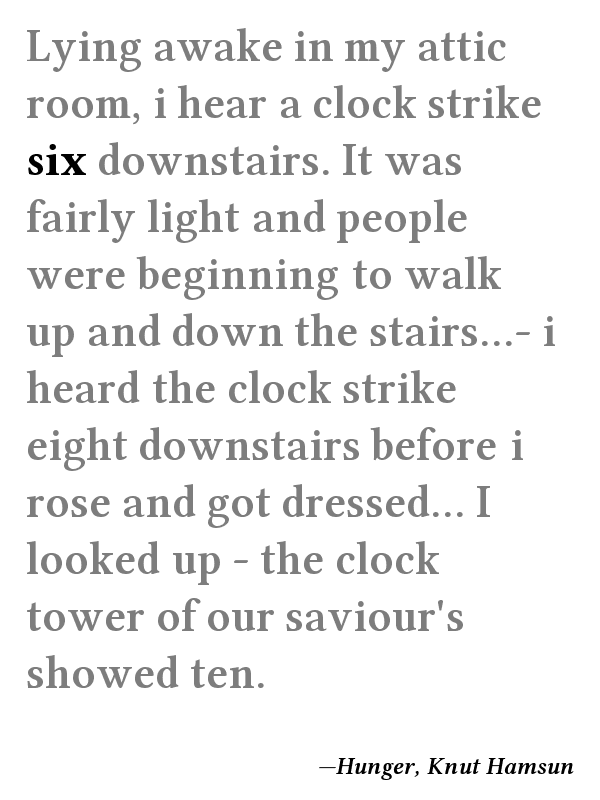 Lying awake in my attic
room, i hear a clock strike
six downstairs. It was
fairly light and people
were beginning to walk
up and down the stairs...- i
heard the clock strike
eight downstairs before i
rose and got dressed... I
looked up - the clock
tower of our saviour's
showed ten.
—Hunger, Knut Hamsun